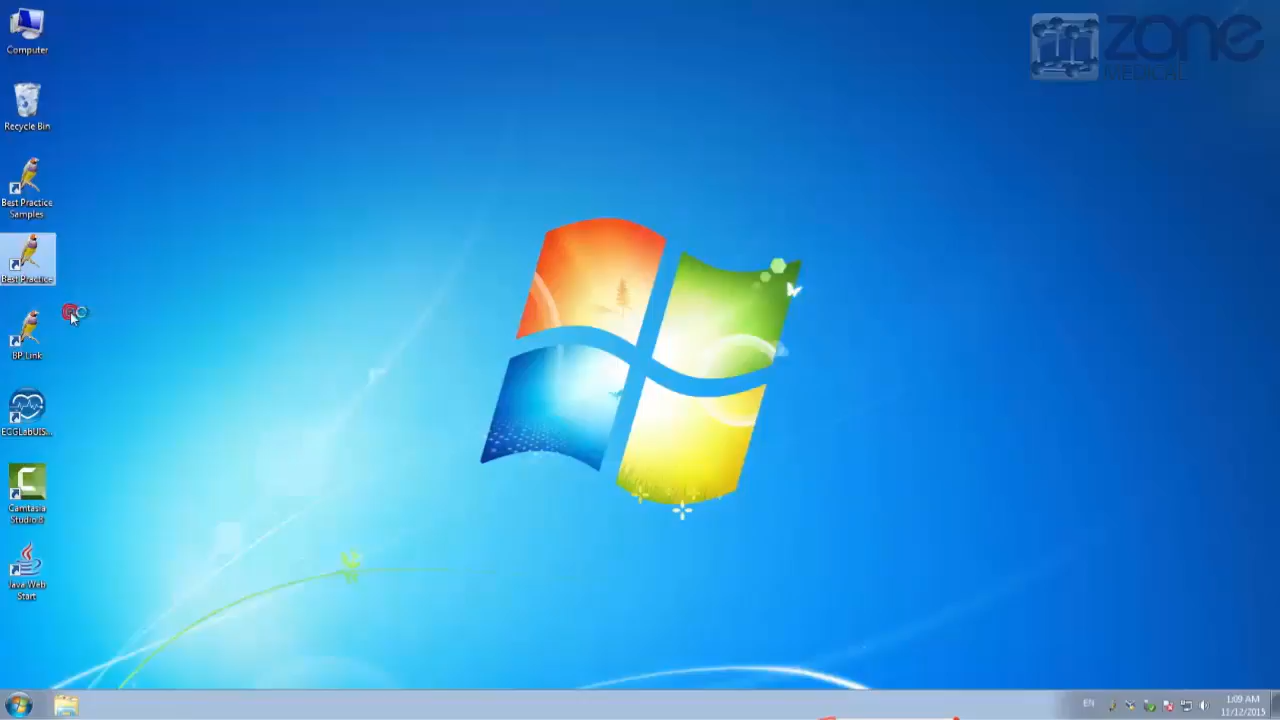 zone
MEDICAL
Computer
Recycle Bin
Best Practice
Samples
Best Practice
BP Link
ECGLabUIS...
Camtasia
Studio 8
Java Web
Start
EN
1:09 AM
11/12/2015